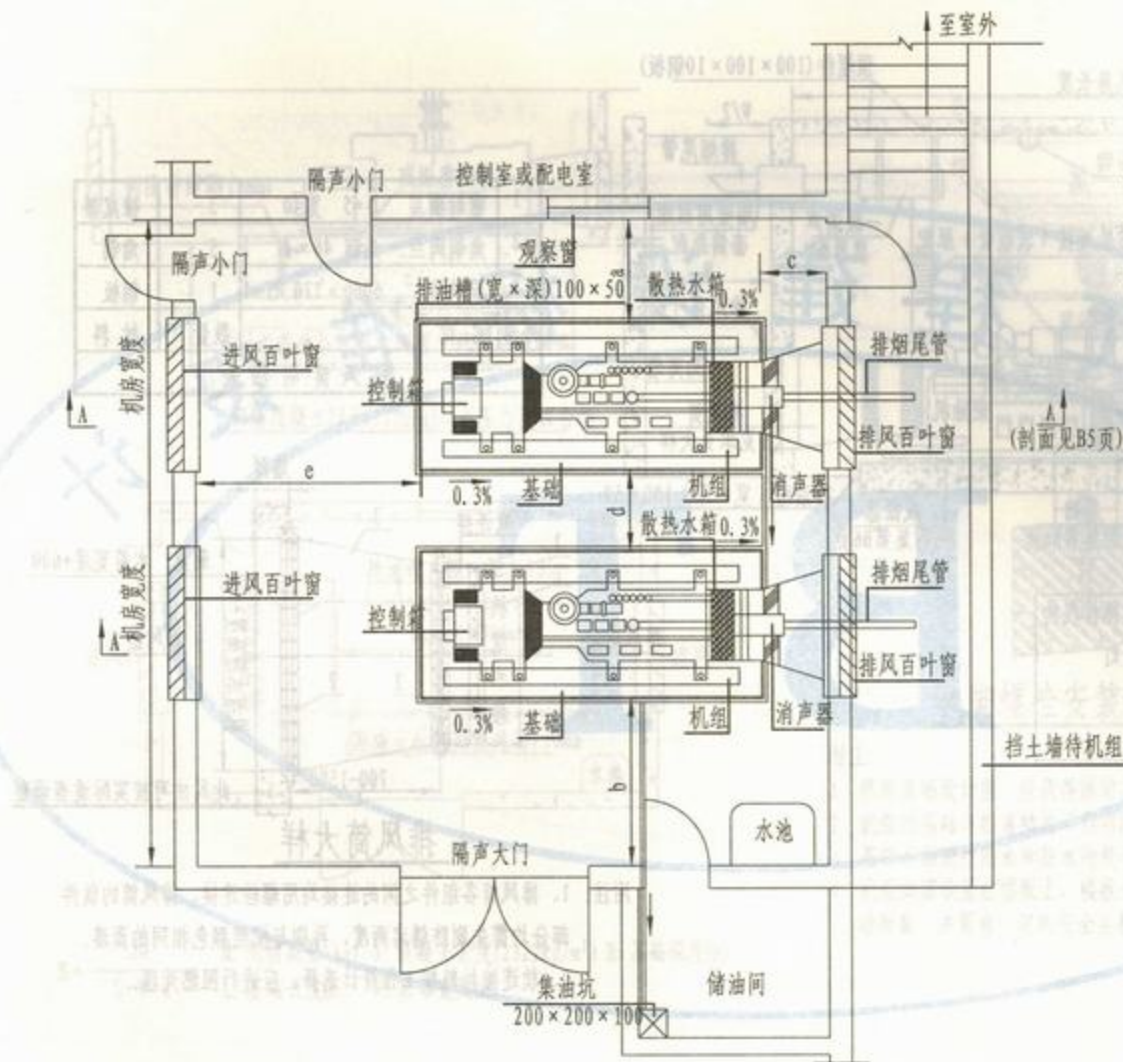 至室外
隔声小门
控制室或配电室
隔声小门
观察窗
a
c
排油槽(宽×深)100×50
散热水箱
0.3%
机房宽度
进风百叶窗
排烟尾管
控制箱
A
A
(剖面见B5页)
排风百叶窗
e
0.3%
基础
d
机组
消声器
散热水箱
0.3%
机房宽度
进风百叶窗
排烟尾管
控制箱
A
排风百叶窗
0.3%
基础
机组
消声器
挡土墙待机组
b
水池
隔声大门
集油坑
200×200×100
储油间